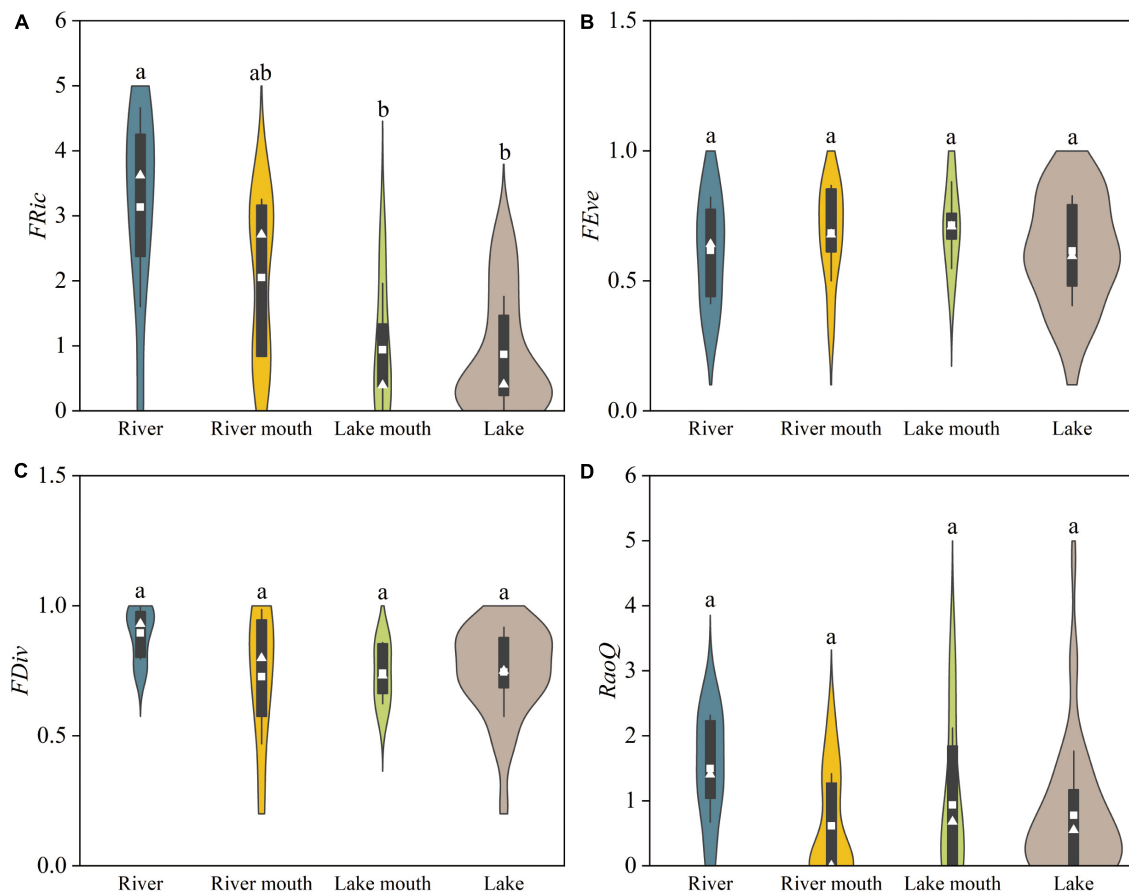 A
FRic
6
5
4
3
2
1
0
a
ab
b
b
River
River mouth
Lake mouth
Lake
B
FEve
1.5
1.0
0.5
0.0
a
a
a
a
River
River mouth
Lake mouth
Lake
C
FDiv
1.5
1.0
0.5
0.0
a
a
a
a
River
River mouth
Lake mouth
Lake
D
RaoQ
6
5
4
3
2
1
0
a
a
a
a
River
River mouth
Lake mouth
Lake